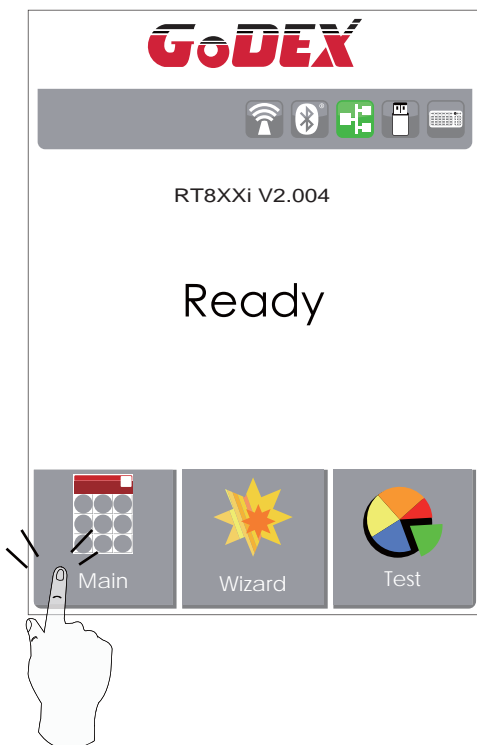 GoDEX
RT8XXi V2.004
Ready
Main
Wizard
Test